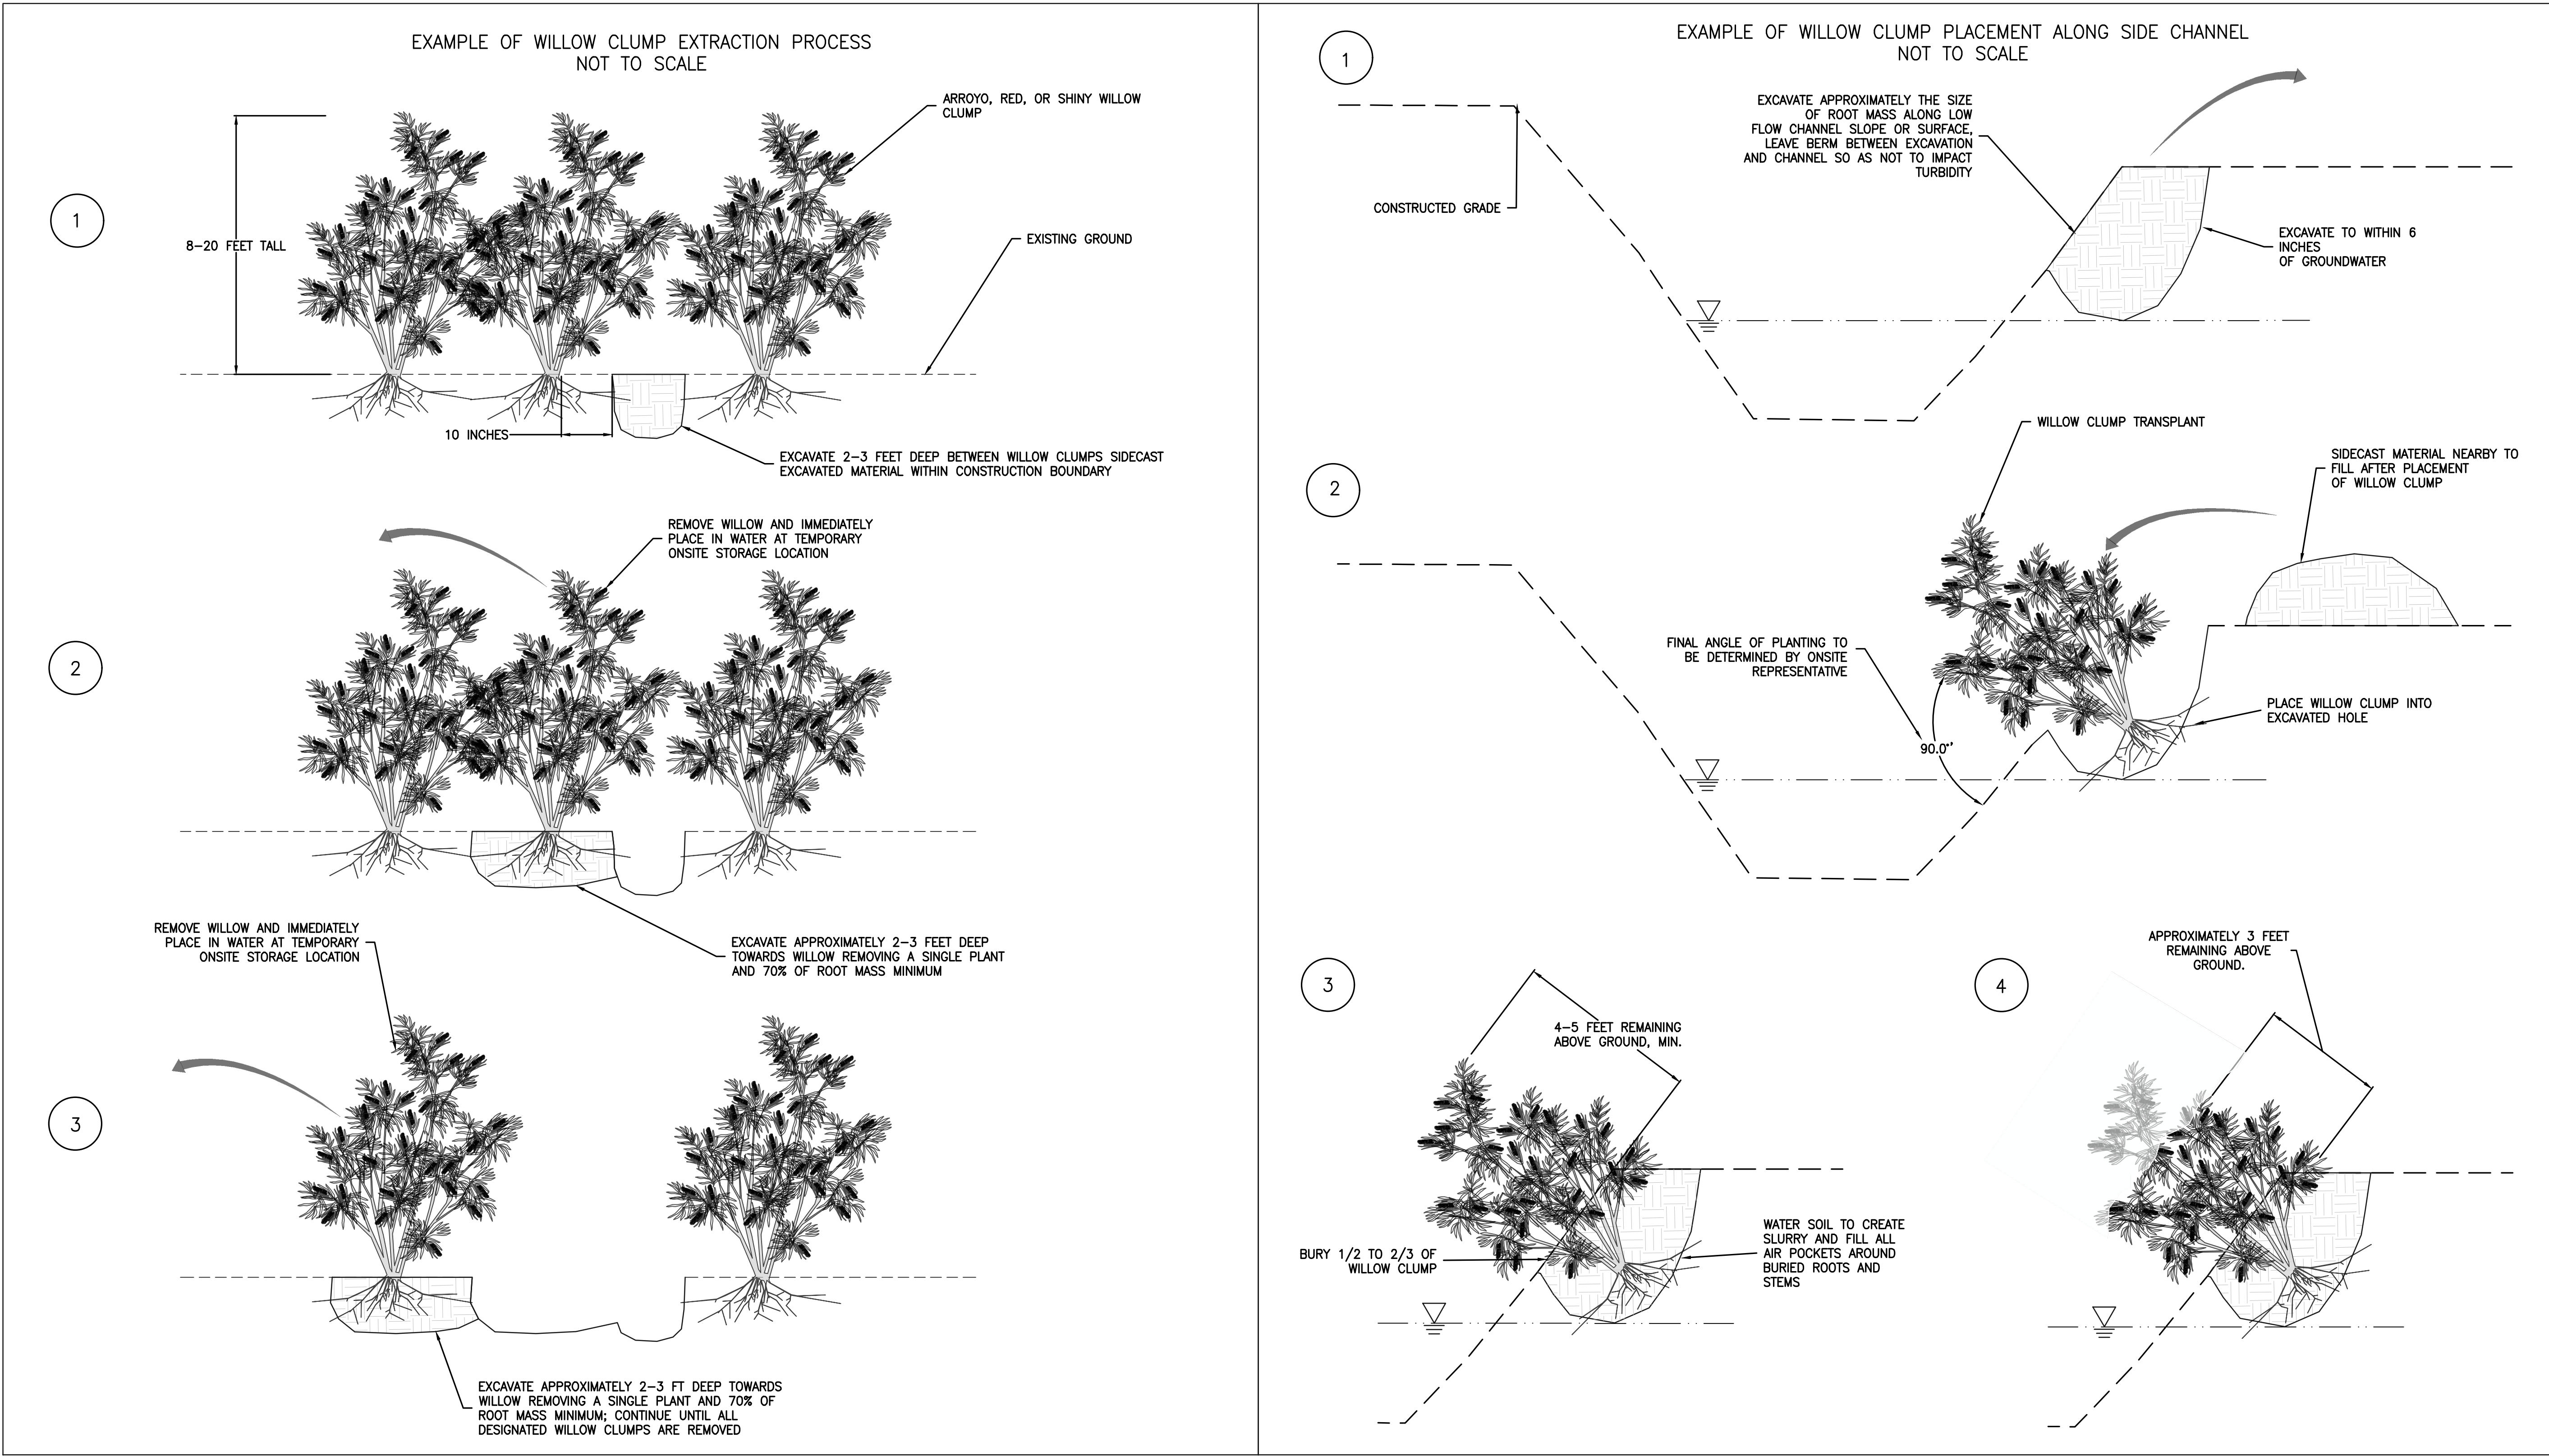 EXAMPLE OF WILLOW CLUMP EXTRACTION PROCESS
NOT TO SCALE
1
8-20 FEET TALL
ARROYO, RED, OR SHINY WILLOW
CLUMP
EXISTING GROUND
10 INCHES
EXCAVATE 2-3 FEET DEEP BETWEEN WILLOW CLUMPS SIDECAST
EXCAVATED MATERIAL WITHIN CONSTRUCTION BOUNDARY
2
REMOVE WILLOW AND IMMEDIATELY
PLACE IN WATER AT TEMPORARY
ONSITE STORAGE LOCATION
EXCAVATE APPROXIMATELY 2-3 FEET DEEP
TOWARDS WILLOW REMOVING A SINGLE PLANT
AND 70% OF ROOT MASS MINIMUM
3
REMOVE WILLOW AND IMMEDIATELY
PLACE IN WATER AT TEMPORARY
ONSITE STORAGE LOCATION
EXCAVATE APPROXIMATELY 2-3 FT DEEP TOWARDS
WILLOW REMOVING A SINGLE PLANT AND 70% OF
ROOT MASS MINIMUM; CONTINUE UNTIL ALL
DESIGNATED WILLOW CLUMPS ARE REMOVED
EXAMPLE OF WILLOW CLUMP PLACEMENT ALONG SIDE CHANNEL
NOT TO SCALE
1
CONSTRUCTED GRADE
EXCAVATE APPROXIMATELY THE SIZE
OF ROOT MASS ALONG LOW
FLOW CHANNEL SLOPE OR SURFACE,
LEAVE BERM BETWEEN EXCAVATION
AND CHANNEL SO AS NOT TO IMPACT
TURBIDITY
EXCAVATE TO WITHIN 6
INCHES
OF GROUNDWATER
2
WILLOW CLUMP TRANSPLANT
SIDECAST MATERIAL NEARBY TO
FILL AFTER PLACEMENT
OF WILLOW CLUMP
FINAL ANGLE OF PLANTING TO
BE DETERMINED BY ONSITE
REPRESENTATIVE
90.0°'
PLACE WILLOW CLUMP INTO
EXCAVATED HOLE
3
4-5 FEET REMAINING
ABOVE GROUND, MIN.
BURY 1/2 TO 2/3 OF
WILLOW CLUMP
WATER SOIL TO CREATE
SLURRY AND FILL ALL
AIR POCKETS AROUND
BURIED ROOTS AND
STEMS
4
APPROXIMATELY 3 FEET
REMAINING ABOVE
GROUND.